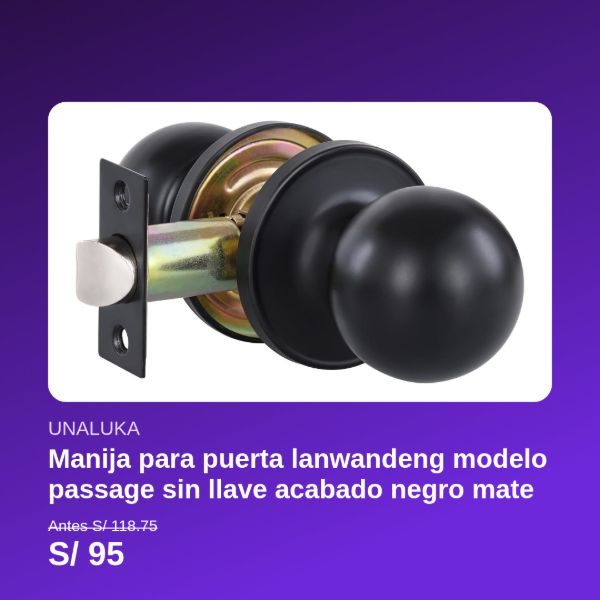 UNALUKA
Manija para puerta lanwandeng modelo
passage sin llave acabado negro mate
Antes S/ 118.75
S/ 95